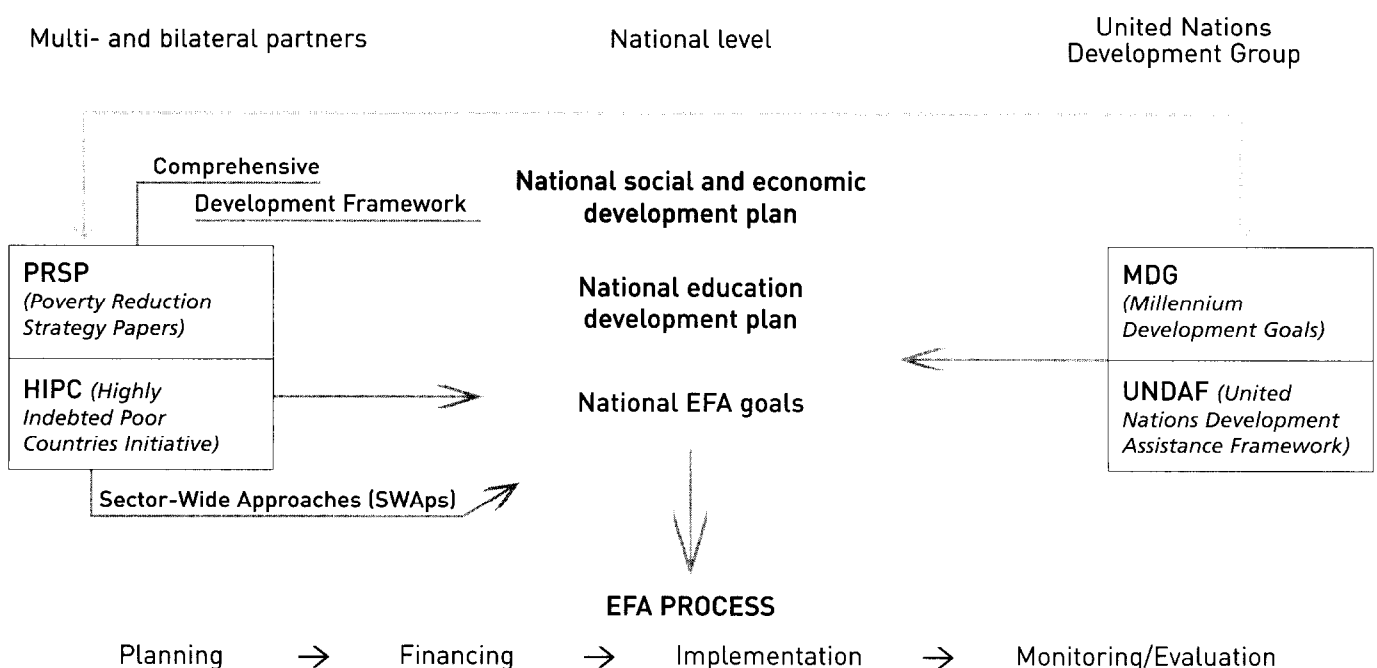 Multi- and bilateral partners
National level
United Nations
Development Group
Comprehensive
Development Framework
National social and economic
development plan
PRSP
(Poverty Reduction
Strategy Papers)
National education
development plan
MDG
(Millennium
Development Goals)
HIPC (Highly
Indebted Poor
Countries Initiative)
National EFA goals
UNDAF (United
Nations Development
Assistance Framework)
Sector-Wide Approaches (SWAps)
EFA PROCESS
Planning → Financing → Implementation → Monitoring/Evaluation